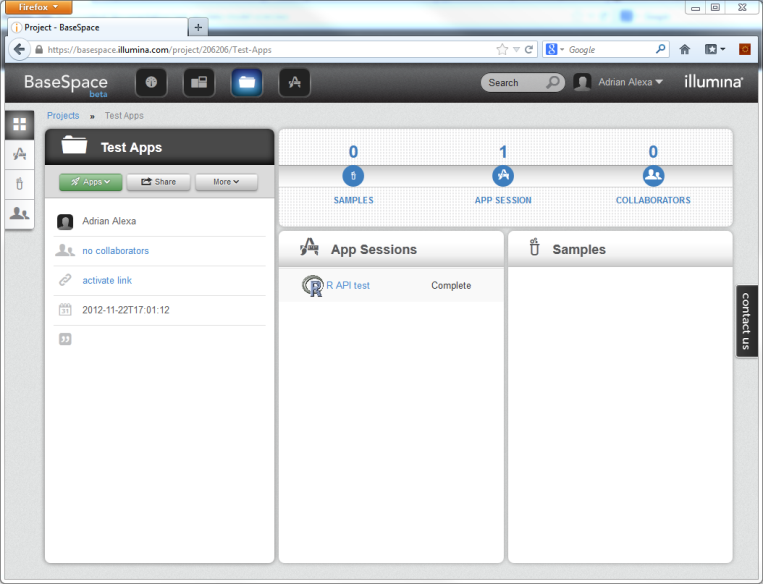 Firefox
Project - BaseSpace
https://basespace.illumina.com/project/206206/Test-Apps
Google
BaseSpace
beta
Search
Adrian Alexa
illumina
Projects » Test Apps
Test Apps
Apps
Share
More
Adrian Alexa
no collaborators
activate link
31
2012-11-22T17:01:12
0
SAMPLES
1
APP SESSION
0
COLLABORATORS
App Sessions
R
R API test
Complete
Samples
contact us